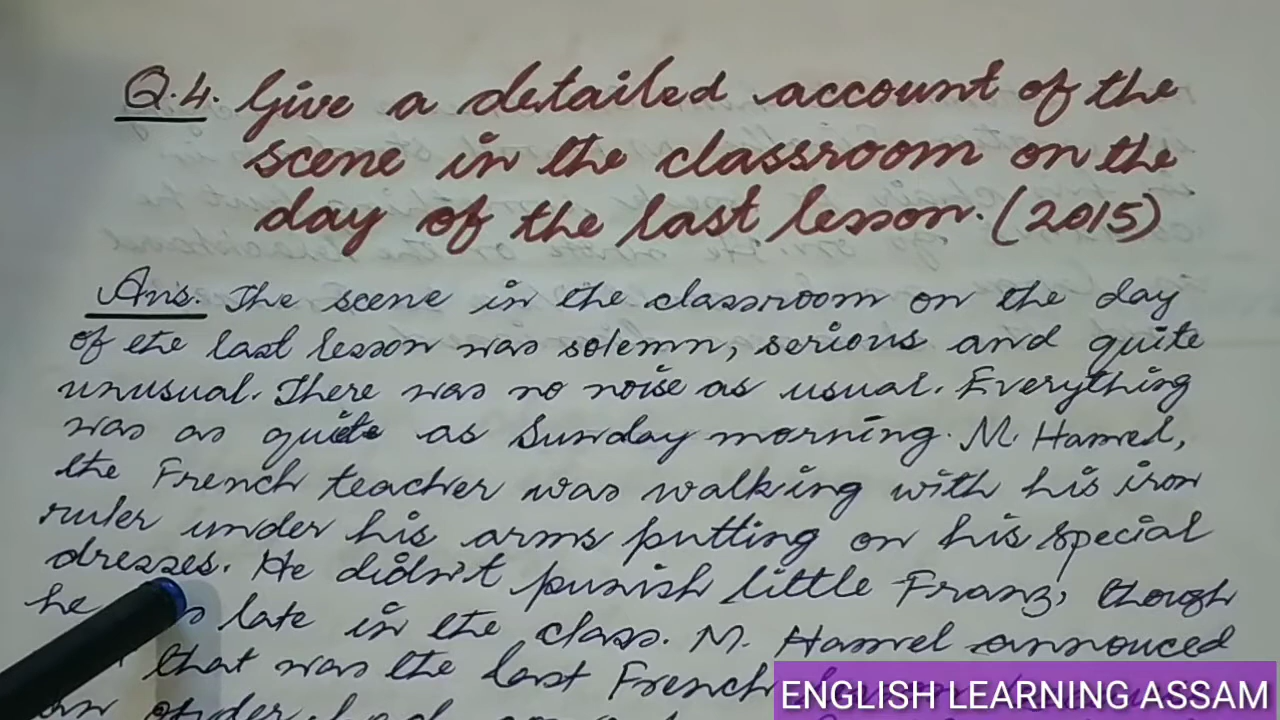 Q.4. Give a detailed account of the
scene in the classroom on the
day of the last lesson. (2015)
Ans. The scene in the classroom on the day
of the last lesson was solemn, serious and quite
unusual. There was no noise as usual. Everything
was as quite as Sunday morning. M. Hamel,
the French teacher was walking with his iron
ruler under his arms putting on his special
dresses. He didn't punish little Franz, though
he late in the class. M. Hamel annouced
that was the last French
an order had
ENGLISH LEARNING ASSAM